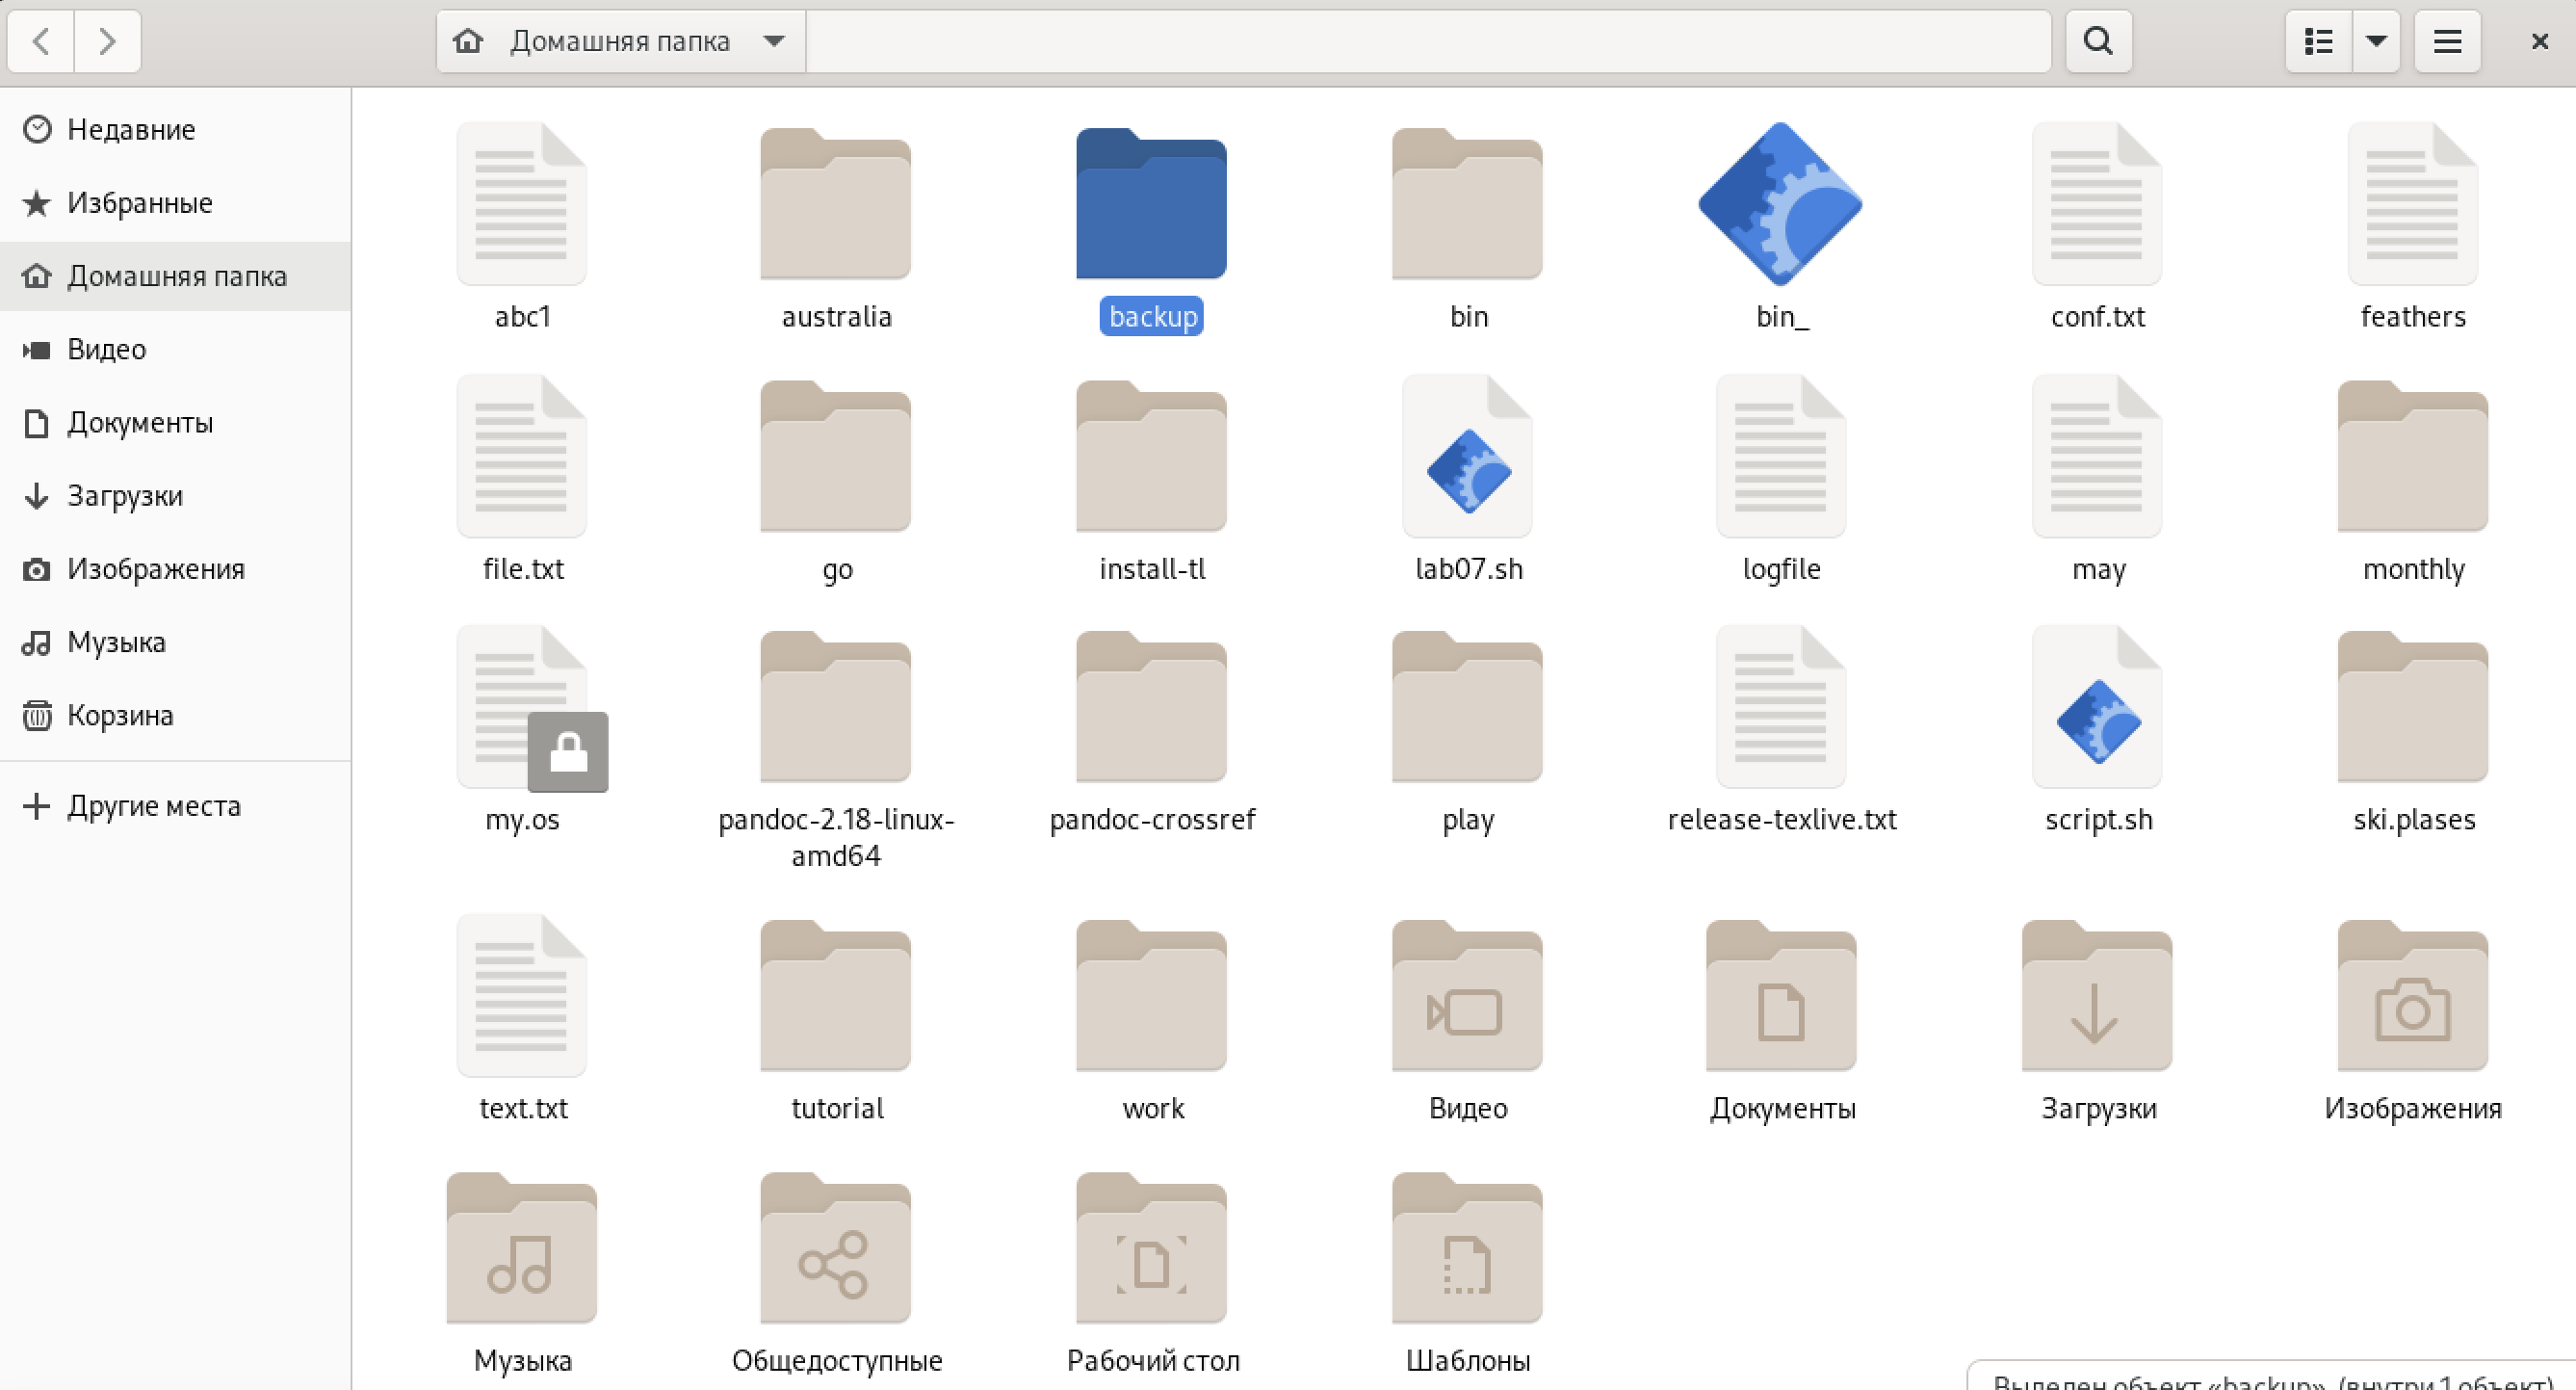 Домашняя папка
Недавние
Избранные
Домашняя папка
Видео
Документы
Загрузки
Изображения
Музыка
Корзина
Другие места
abc1
australia
backup
bin
bin_
conf.txt
feathers
file.txt
go
install-tl
lab07.sh
logfile
may
monthly
my.os
pandoc-2.18-linux-
amd64
pandoc-crossref
play
release-texlive.txt
script.sh
ski.plases
text.txt
tutorial
work
Видео
Документы
Загрузки
Изображения
Музыка
Общедоступные
Рабочий стол
Шаблоны
Выделен объект «backup» (внутри 1 объект)